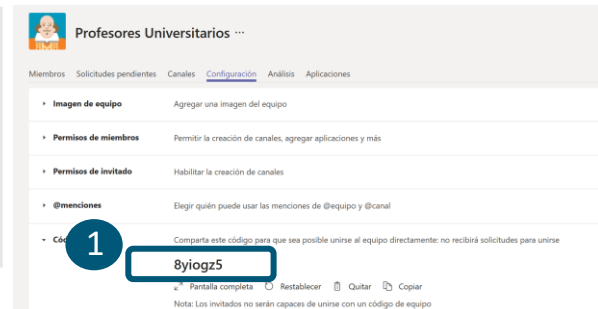 Profesores Universitarios ···
Miembros Solicitudes pendientes Canales Configuración Análisis Aplicaciones
Imagen de equipo Agregar una imagen del equipo
Permisos de miembros Permitir la creación de canales, agregar aplicaciones y más
Permisos de invitado Habilitar la creación de canales
@menciones Elegir quién puede usar las menciones de @equipo y @canal
1 Comparta este código para que sea posible unirse al equipo directamente: no recibirá solicitudes para unirse
8yiogz5
Pantalla completa Restablecer Quitar Copiar
Nota: Los invitados no serán capaces de unirse con un código de equipo